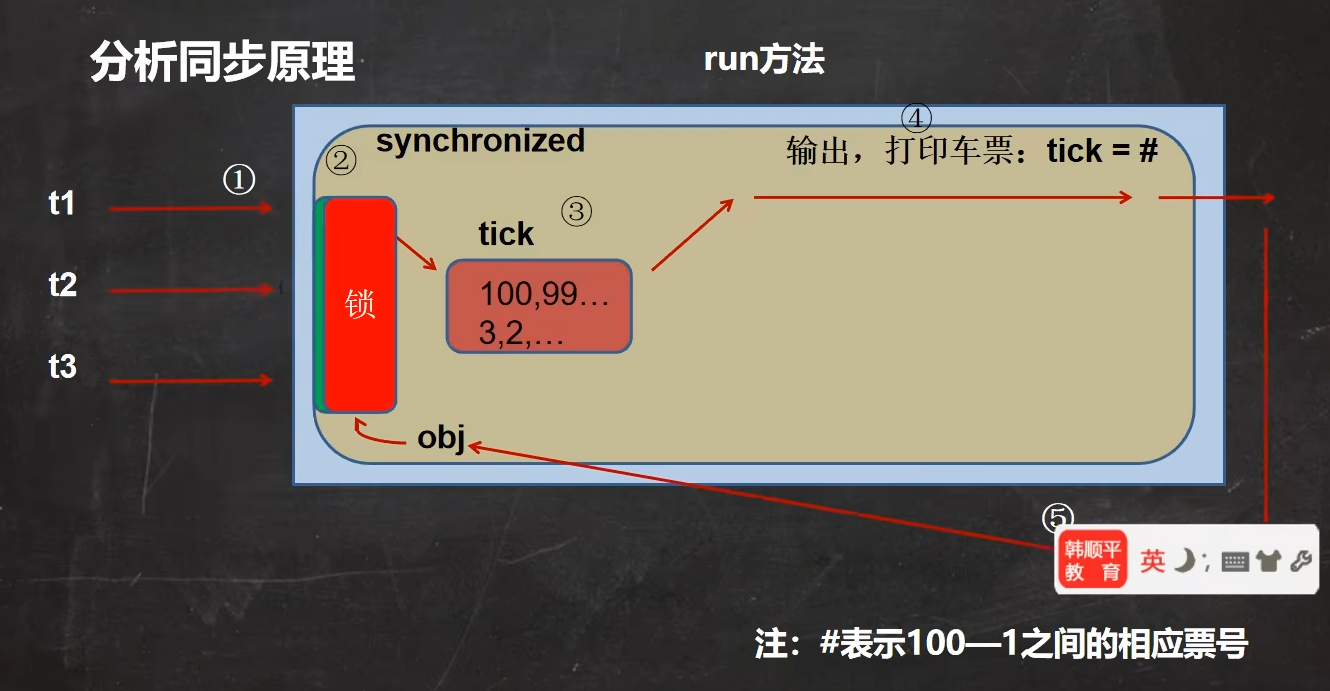 分析同步原理
run方法
④
synchronized
②
输出，打印车票：tick = #
①
t1
③
tick
t2
100,99…
锁
3,2,…
t3
obj
⑤
韩顺平
教 育
英
;
注：#表示100—1之间的相应票号